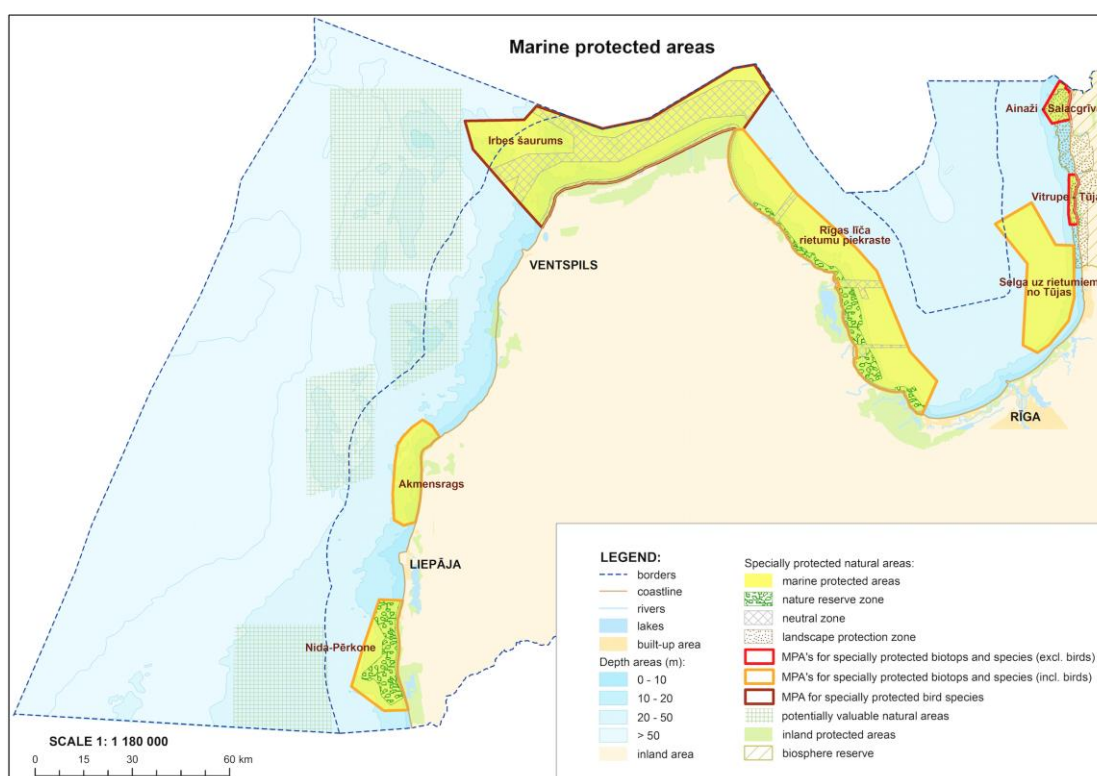 Marine protected areas
Ainaži
Salacgrīva
Irbes šaurums
Vitrupe - Tūja
Rīgas līča
rietumu piekraste
VENTSPILS
Selga uz rietumiem
no Tūjas
RĪGA
Akmensrags
LIEPĀJA
Nida-Pērkone
LEGEND:
borders
coastline
rivers
lakes
built-up area
Depth areas (m):
0 - 10
10 - 20
20 - 50
> 50
inland area
Specially protected natural areas:
marine protected areas
nature reserve zone
neutral zone
landscape protection zone
MPA's for specially protected biotops and species (excl. birds)
MPA's for specially protected biotops and species (incl. birds)
MPA for specially protected bird species
potentially valuable natural areas
inland protected areas
biosphere reserve
SCALE 1: 1 180 000
0 15 30 60 km